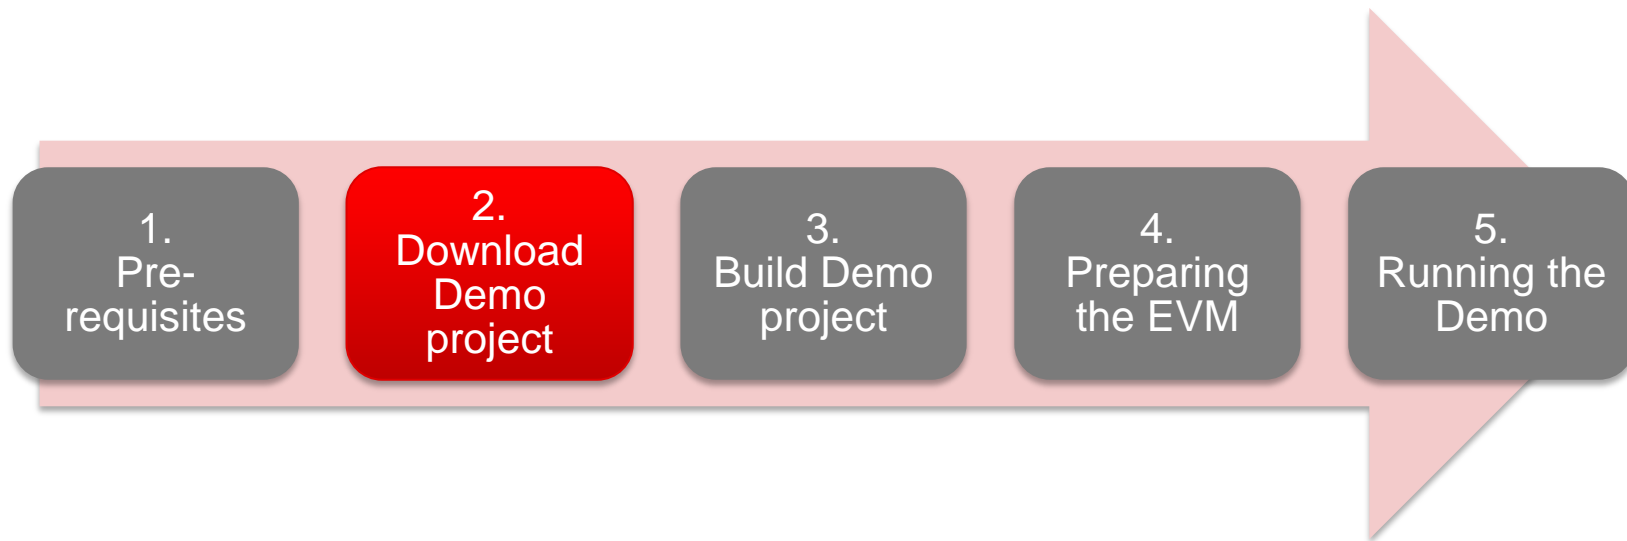 1.
Pre-
requisites
2.
Download
Demo
project
3.
Build Demo
project
4.
Preparing
the EVM
5.
Running the
Demo